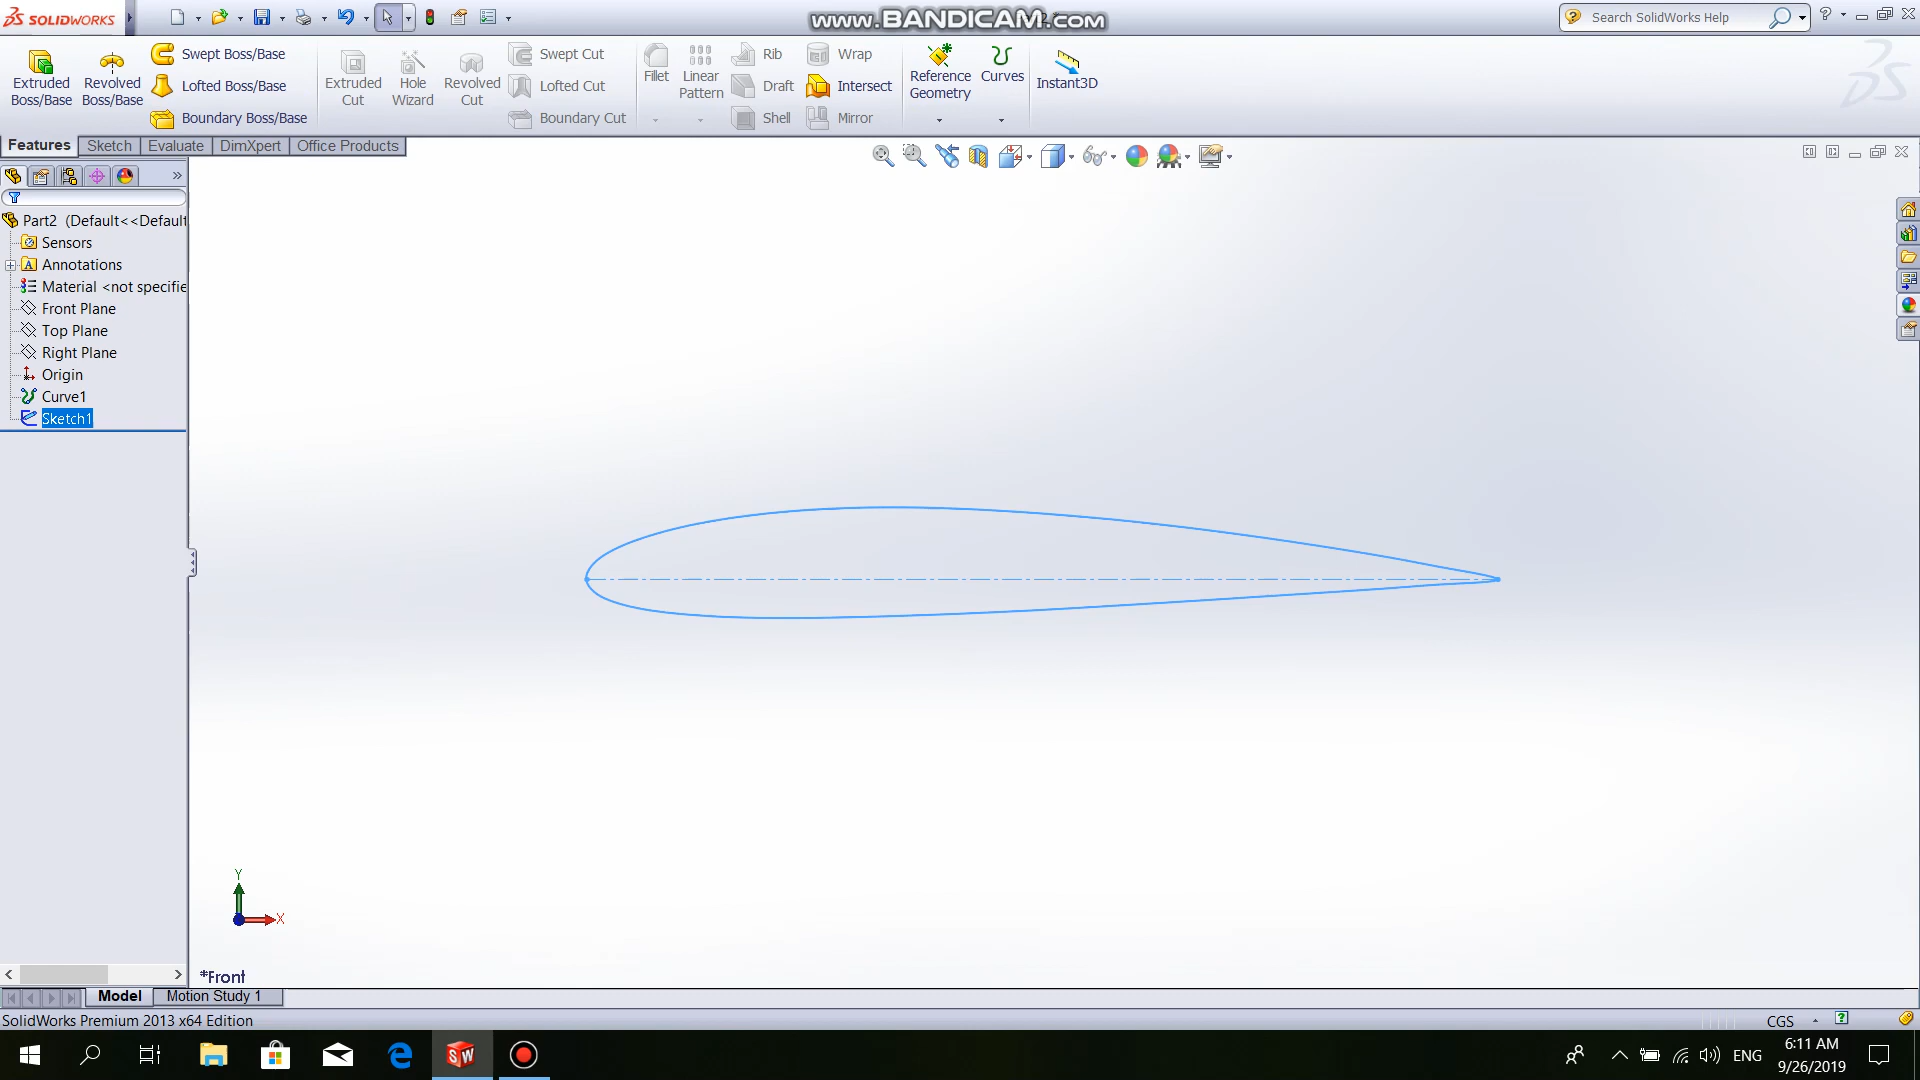 SOLIDWORKS
www.BANDICAM.com
Search SolidWorks Help
Extruded Boss/Base
Revolved Boss/Base
Swept Boss/Base
Lofted Boss/Base
Boundary Boss/Base
Extruded Cut
Hole Wizard
Revolved Cut
Swept Cut
Lofted Cut
Boundary Cut
Fillet
Linear Pattern
Rib
Draft
Shell
Wrap
Intersect
Mirror
Reference Geometry
Curves
Instant3D
Features
Sketch
Evaluate
DimXpert
Office Products
Part2 (Default<<Default
Sensors
Annotations
Material <not specifie
Front Plane
Top Plane
Right Plane
Origin
Curve1
Sketch1
Y
X
*Front
Model
Motion Study 1
SolidWorks Premium 2013 x64 Edition
CGS
ENG
6:11 AM
9/26/2019